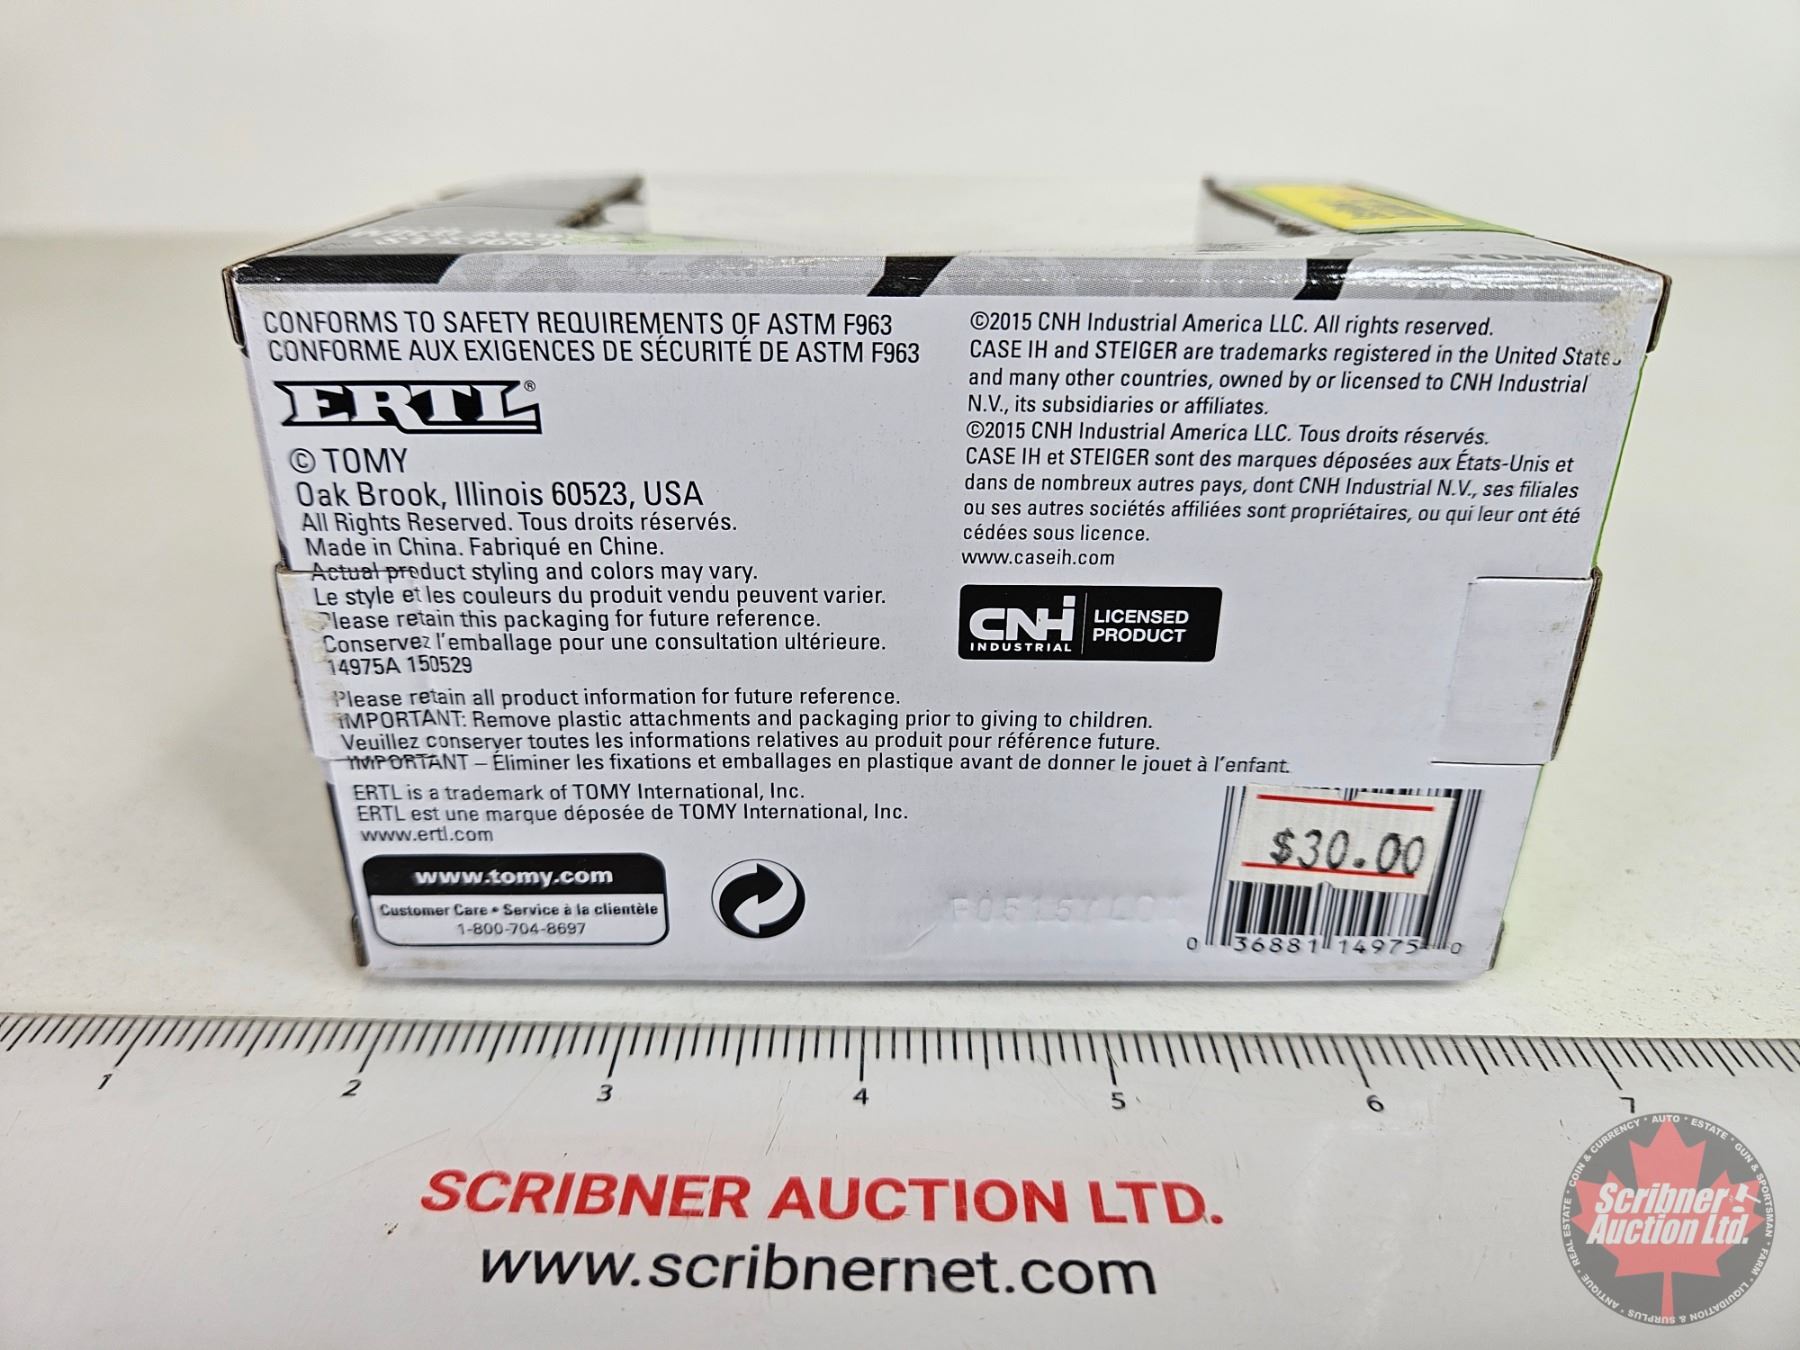 CONFORMS TO SAFETY REQUIREMENTS OF ASTM F963
CONFORME AUX EXIGENCES DE SÉCURITÉ DE ASTM F963
ERTL®
© TOMY
Oak Brook, Illinois 60523, USA
All Rights Reserved. Tous droits réservés.
Made in China. Fabriqué en Chine.
Actual product styling and colors may vary.
Le style et les couleurs du produit vendu peuvent varier.
Please retain this packaging for future reference.
Conservez l'emballage pour une consultation ultérieure.
14975A 150529
Please retain all product information for future reference.
IMPORTANT: Remove plastic attachments and packaging prior to giving to children.
Veuillez conserver toutes les informations relatives au produit pour référence future.
IMPORTANT – Éliminer les fixations et emballages en plastique avant de donner le jouet à l'enfant.
ERTL is a trademark of TOMY International, Inc.
ERTL est une marque déposée de TOMY International, Inc.
www.ertl.com
www.tomy.com
Customer Care • Service à la clientèle
1-800-704-8697
©2015 CNH Industrial America LLC. All rights reserved.
CASE IH and STEIGER are trademarks registered in the United States
and many other countries, owned by or licensed to CNH Industrial
N.V., its subsidiaries or affiliates.
©2015 CNH Industrial America LLC. Tous droits réservés.
CASE IH et STEIGER sont des marques déposées aux États-Unis et
dans de nombreux autres pays, dont CNH Industrial N.V., ses filiales
ou ses autres sociétés affiliées sont propriétaires, ou qui leur ont été
cédées sous licence.
www.caseih.com
CNH
INDUSTRIAL
LICENSED
PRODUCT
$30.00
0 36881 14975 0
1 2 3 4 5 6 7
SCRIBNER AUCTION LTD.
www.scribnernet.com
Scribner
Auction Ltd.
ANTIQUE · REAL ESTATE · COIN & CURRENCY · AUTO · ESTATE · GUN & SPORTSMAN · FARM · LIQUIDATION & SURPLUS